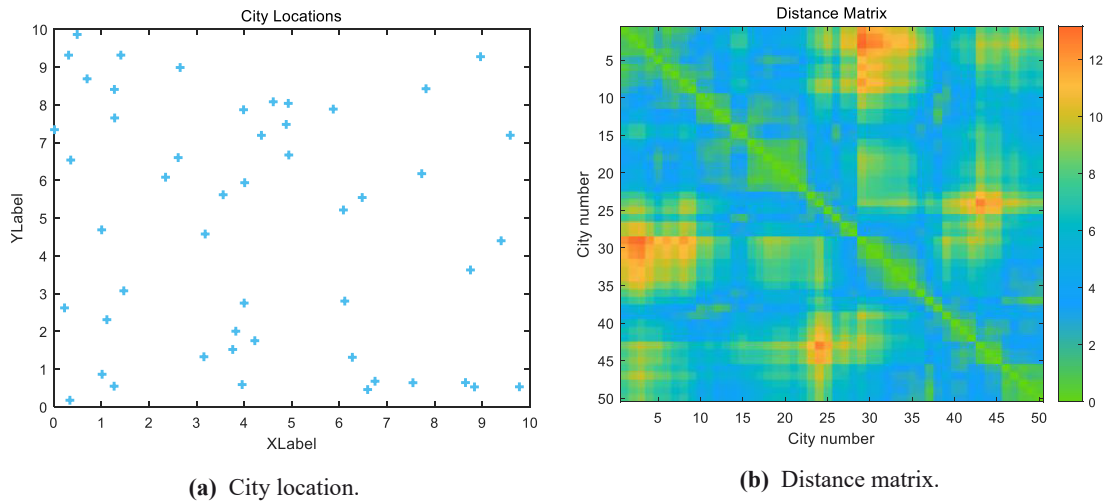 City Locations
10
9
8
7
6
5
4
3
2
1
0
YLabel
0 1 2 3 4 5 6 7 8 9 10
XLabel
(a) City location.
Distance Matrix
5
10
15
20
25
30
35
40
45
50
City number
5 10 15 20 25 30 35 40 45 50
City number
12
10
8
6
4
2
0
(b) Distance matrix.